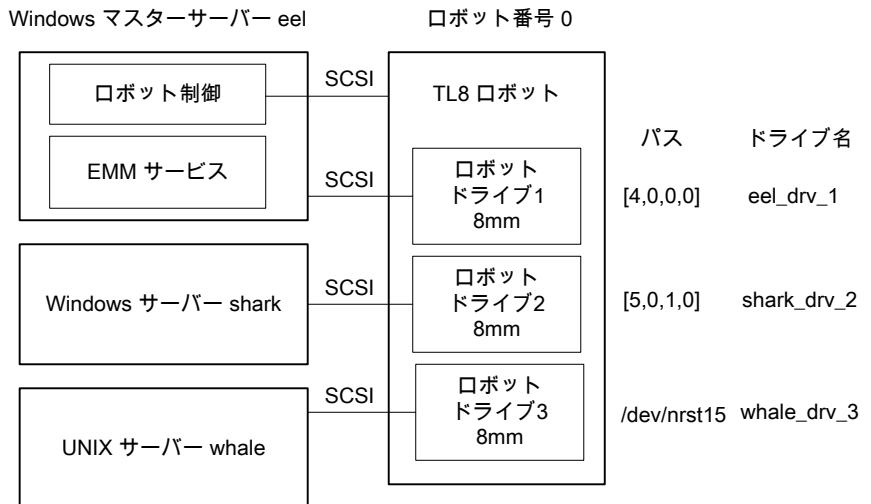 Windows マスターサーバー eel
ロボット番号 0
ロボット制御
SCSI
TL8 ロボット
パス
ドライブ名
EMM サービス
SCSI
ロボット
ドライブ1
8mm
[4,0,0,0]
eel_drv_1
Windows サーバー shark
SCSI
ロボット
ドライブ2
8mm
[5,0,1,0]
shark_drv_2
UNIX サーバー whale
SCSI
ロボット
ドライブ3
8mm
/dev/nrst15
whale_drv_3